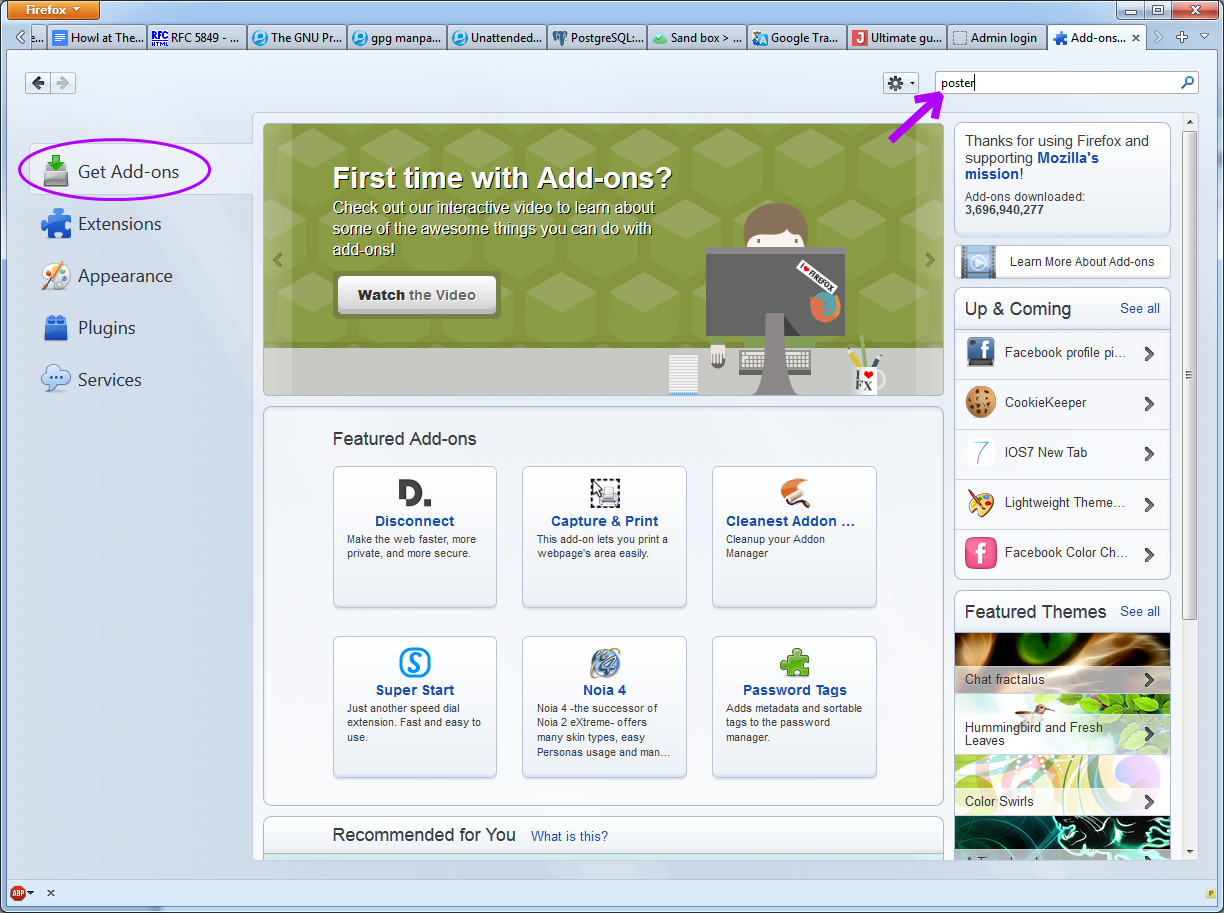 Firefox
e...
Howl at The...
RFC HTML
RFC 5849 - ...
The GNU Pr...
gpg manpa...
Unattended...
PostgreSQL:...
Sand box > ...
Google Tra...
J
Ultimate gu...
Admin login
Add-ons...
poster
Get Add-ons
Extensions
Appearance
Plugins
Services
First time with Add-ons?
Check out our interactive video to learn about
some of the awesome things you can do with
add-ons!
Watch the Video
I ❤ FIREFOX
I ❤
FX
Featured Add-ons
D.
Disconnect
Make the web faster, more
private, and more secure.
Capture & Print
This add-on lets you print a
webpage's area easily.
Cleanest Addon ...
Cleanup your Addon
Manager
S
Super Start
Just another speed dial
extension. Fast and easy to
use.
4
Noia 4
Noia 4 -the successor of
Noia 2 eXtreme- offers
many skin types, easy
Personas usage and man...
Password Tags
Adds metadata and sortable
tags to the password
manager.
Recommended for You
What is this?
Thanks for using Firefox and
supporting Mozilla's
mission!
Add-ons downloaded:
3,696,940,277
Learn More About Add-ons
Up & Coming
See all
f
Facebook profile pi...
CookieKeeper
7
IOS7 New Tab
Lightweight Theme...
f
Facebook Color Ch...
Featured Themes
See all
Chat fractalus
Hummingbird and Fresh
Leaves
Color Swirls
ABP
P